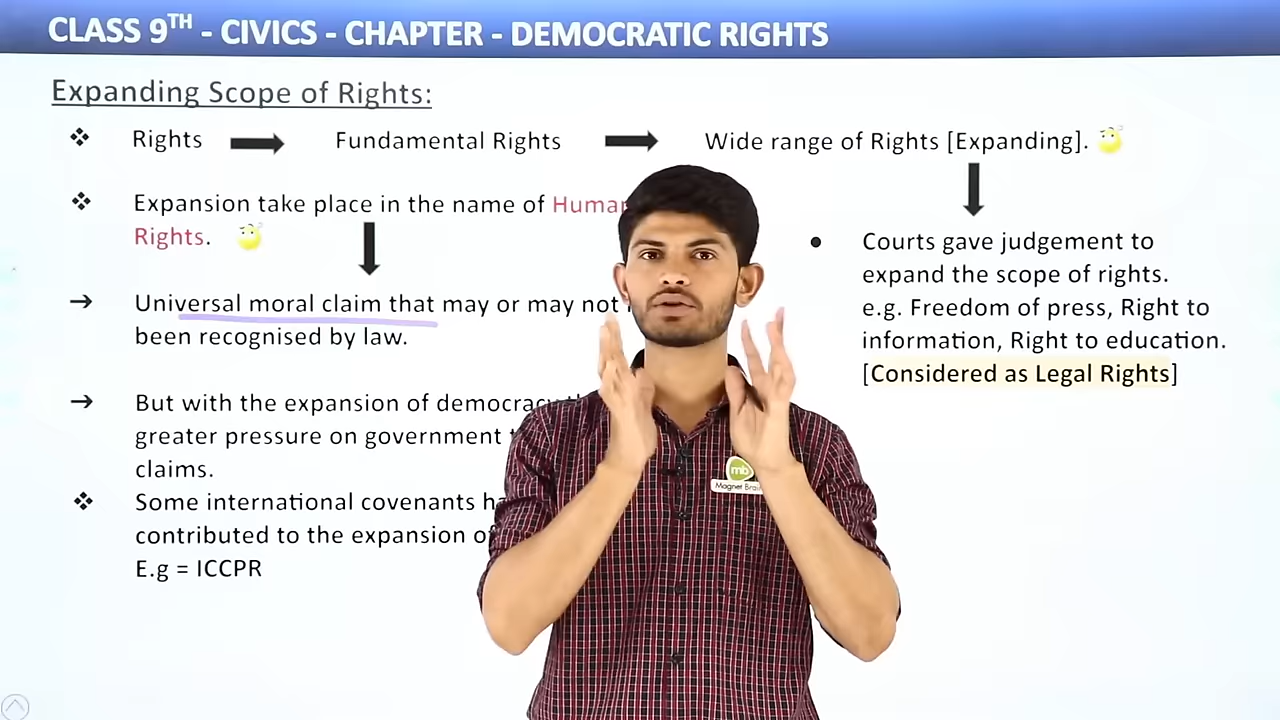 CLASS 9TH - CIVICS - CHAPTER - DEMOCRATIC RIGHTS
Expanding Scope of Rights:
❖ Rights → Fundamental Rights → Wide range of Rights [Expanding].
❖ Expansion take place in the name of Human
Rights.
→ Universal moral claim that may or may not
been recognised by law.
→ But with the expansion of democracy
greater pressure on government
claims.
❖ Some international covenants
contributed to the expansion
E.g = ICCPR
● Courts gave judgement to
expand the scope of rights.
e.g. Freedom of press, Right to
information, Right to education.
[Considered as Legal Rights]
mb
Magnet